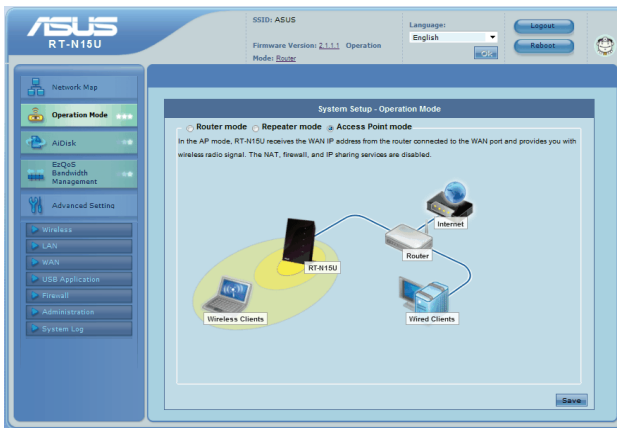 ASUS
RT-N15U
SSID: ASUS
Firmware Version: 2.1.1.1 Operation
Mode: Router
Language:
English
OK
Logout
Reboot
Network Map
Operation Mode
AiDisk
EzQoS
Bandwidth
Management
Advanced Setting
Wireless
LAN
WAN
USB Application
Firewall
Administration
System Log
System Setup - Operation Mode
Router mode Repeater mode Access Point mode
In the AP mode, RT-N15U receives the WAN IP address from the router connected to the WAN port and provides you with
wireless radio signal. The NAT, firewall, and IP sharing services are disabled.
Internet
Router
RT-N15U
Wireless Clients
Wired Clients
Save